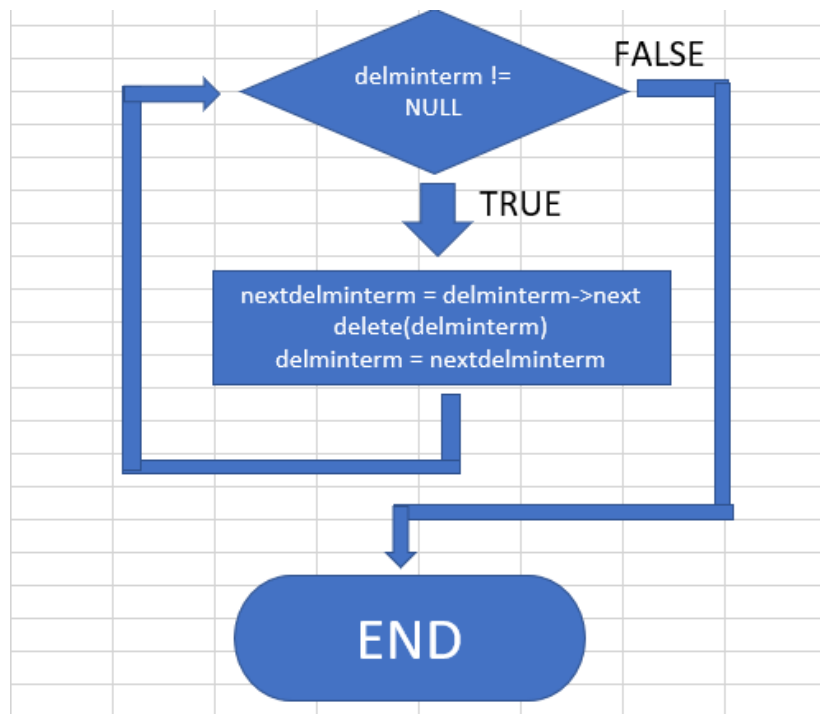 FALSE
delminterm !=
NULL
TRUE
nextdelminterm = delminterm->next
delete(delminterm)
delminterm = nextdelminterm
END